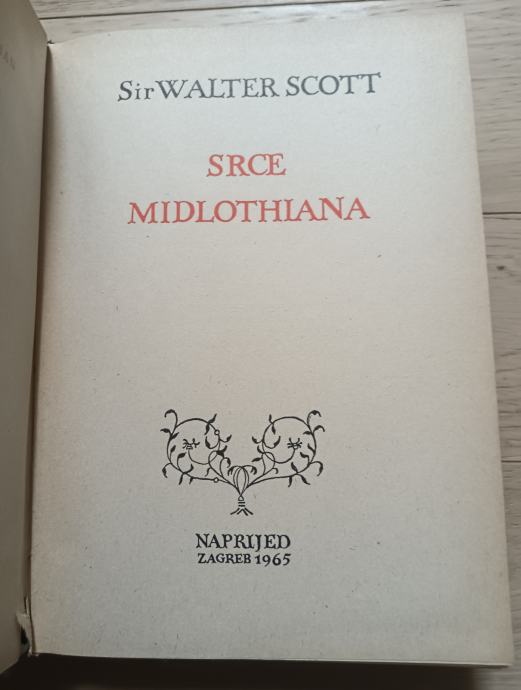 Sir WALTER SCOTT
SRCE
MIDLOTHIANA
NAPRIJED
ZAGREB 1965